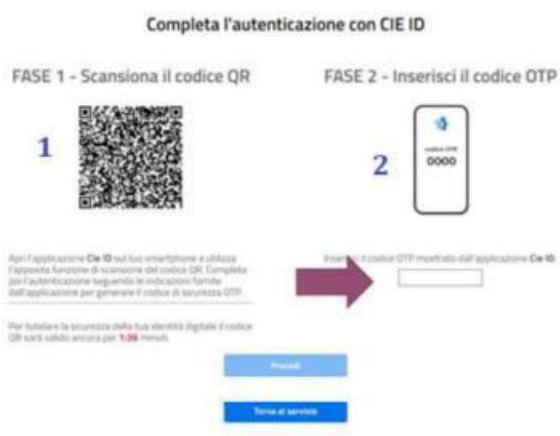 Completa l'autenticazione con CIE ID
FASE 1 - Scansiona il codice QR
FASE 2 - Inserisci il codice OTP
1
codice OTP
0000
2
Apri l'applicazione Cie ID sul tuo smartphone e utilizza
l'apposita funzione di scansione del codice QR. Completa
poi l'autenticazione seguendo le indicazioni fornite
dall'applicazione per generare il codice di sicurezza OTP.
Inserisci il codice OTP mostrato dall'applicazione Cie ID
Per tutelare la sicurezza della tua identità digitale il codice
QR sarà valido ancora per 1:36 minuti.
Procedi
Torna al servizio